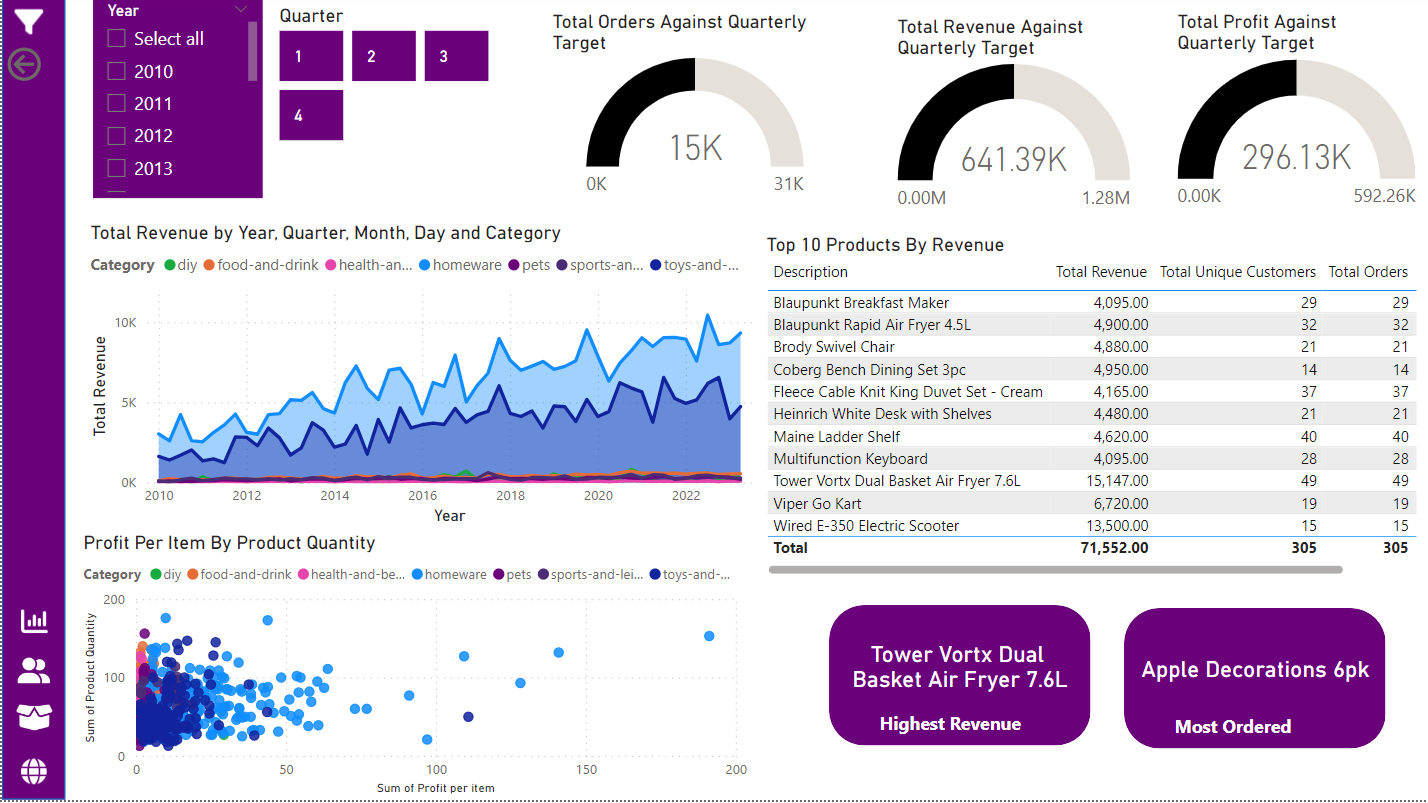 Year
Select all
2010
2011
2012
2013
Quarter
1
2
3
4
Total Orders Against Quarterly
Target
15K
0K
31K
Total Revenue Against
Quarterly Target
641.39K
0.00M
1.28M
Total Profit Against
Quarterly Target
296.13K
0.00K
592.26K
Total Revenue by Year, Quarter, Month, Day and Category
Category diy food-and-drink health-an... homeware pets sports-an... toys-and-...
Total Revenue
10K
5K
0K
2010 2012 2014 2016 2018 2020 2022
Year
Top 10 Products By Revenue
Description Total Revenue Total Unique Customers Total Orders
Blaupunkt Breakfast Maker 4,095.00 29 29
Blaupunkt Rapid Air Fryer 4.5L 4,900.00 32 32
Brody Swivel Chair 4,880.00 21 21
Coberg Bench Dining Set 3pc 4,950.00 14 14
Fleece Cable Knit King Duvet Set - Cream 4,165.00 37 37
Heinrich White Desk with Shelves 4,480.00 21 21
Maine Ladder Shelf 4,620.00 40 40
Multifunction Keyboard 4,095.00 28 28
Tower Vortx Dual Basket Air Fryer 7.6L 15,147.00 49 49
Viper Go Kart 6,720.00 19 19
Wired E-350 Electric Scooter 13,500.00 15 15
Total 71,552.00 305 305
Profit Per Item By Product Quantity
Category diy food-and-drink health-and-be... homeware pets sports-and-lei... toys-and-...
Sum of Product Quantity
200
100
0
0 50 100 150 200
Sum of Profit per item
Tower Vortx Dual
Basket Air Fryer 7.6L
Highest Revenue
Apple Decorations 6pk
Most Ordered